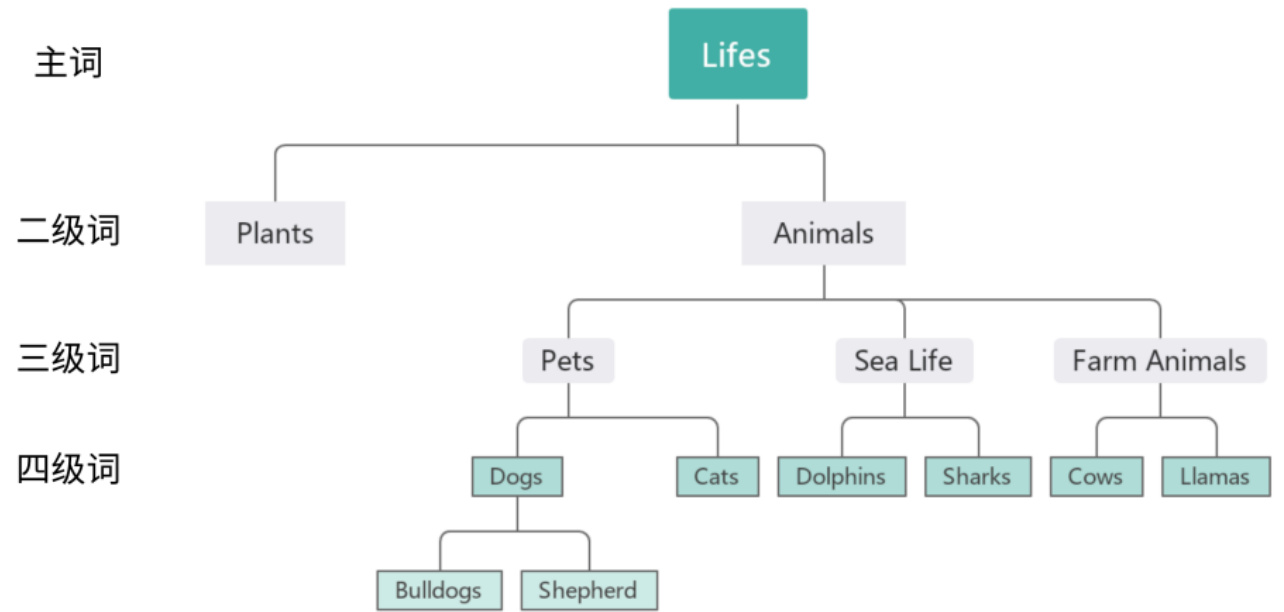 主词
Lifes
二级词
Plants
Animals
三级词
Pets
Sea Life
Farm Animals
四级词
Dogs
Cats
Dolphins
Sharks
Cows
Llamas
Bulldogs
Shepherd